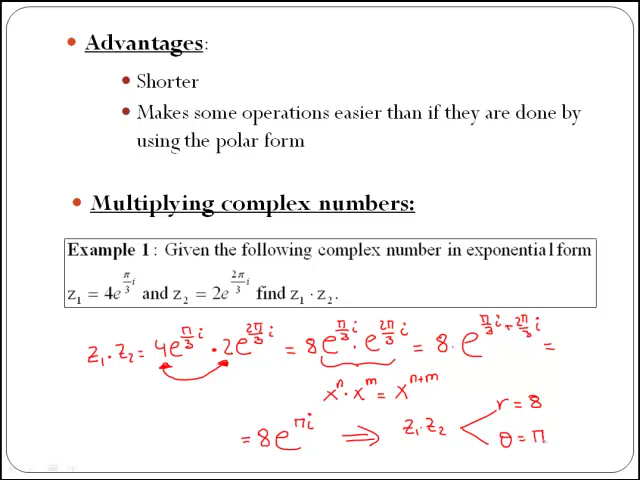 • Advantages:
• Shorter
• Makes some operations easier than if they are done by
using the polar form
• Multiplying complex numbers:
Example 1 : Given the following complex number in exponential form
z₁ = 4e^{π/3 i} and z₂ = 2e^{2π/3 i} find z₁ · z₂.
z₁ · z₂ = 4e^{π/3 i} · 2e^{2π/3 i} = 8e^{π/3 i} · e^{2π/3 i} = 8 · e^{π/3 i + 2π/3 i} =
xⁿ · xᵐ = xⁿ⁺ᵐ
= 8e^{πi} ⟹ z₁ · z₂ r = 8
θ = π